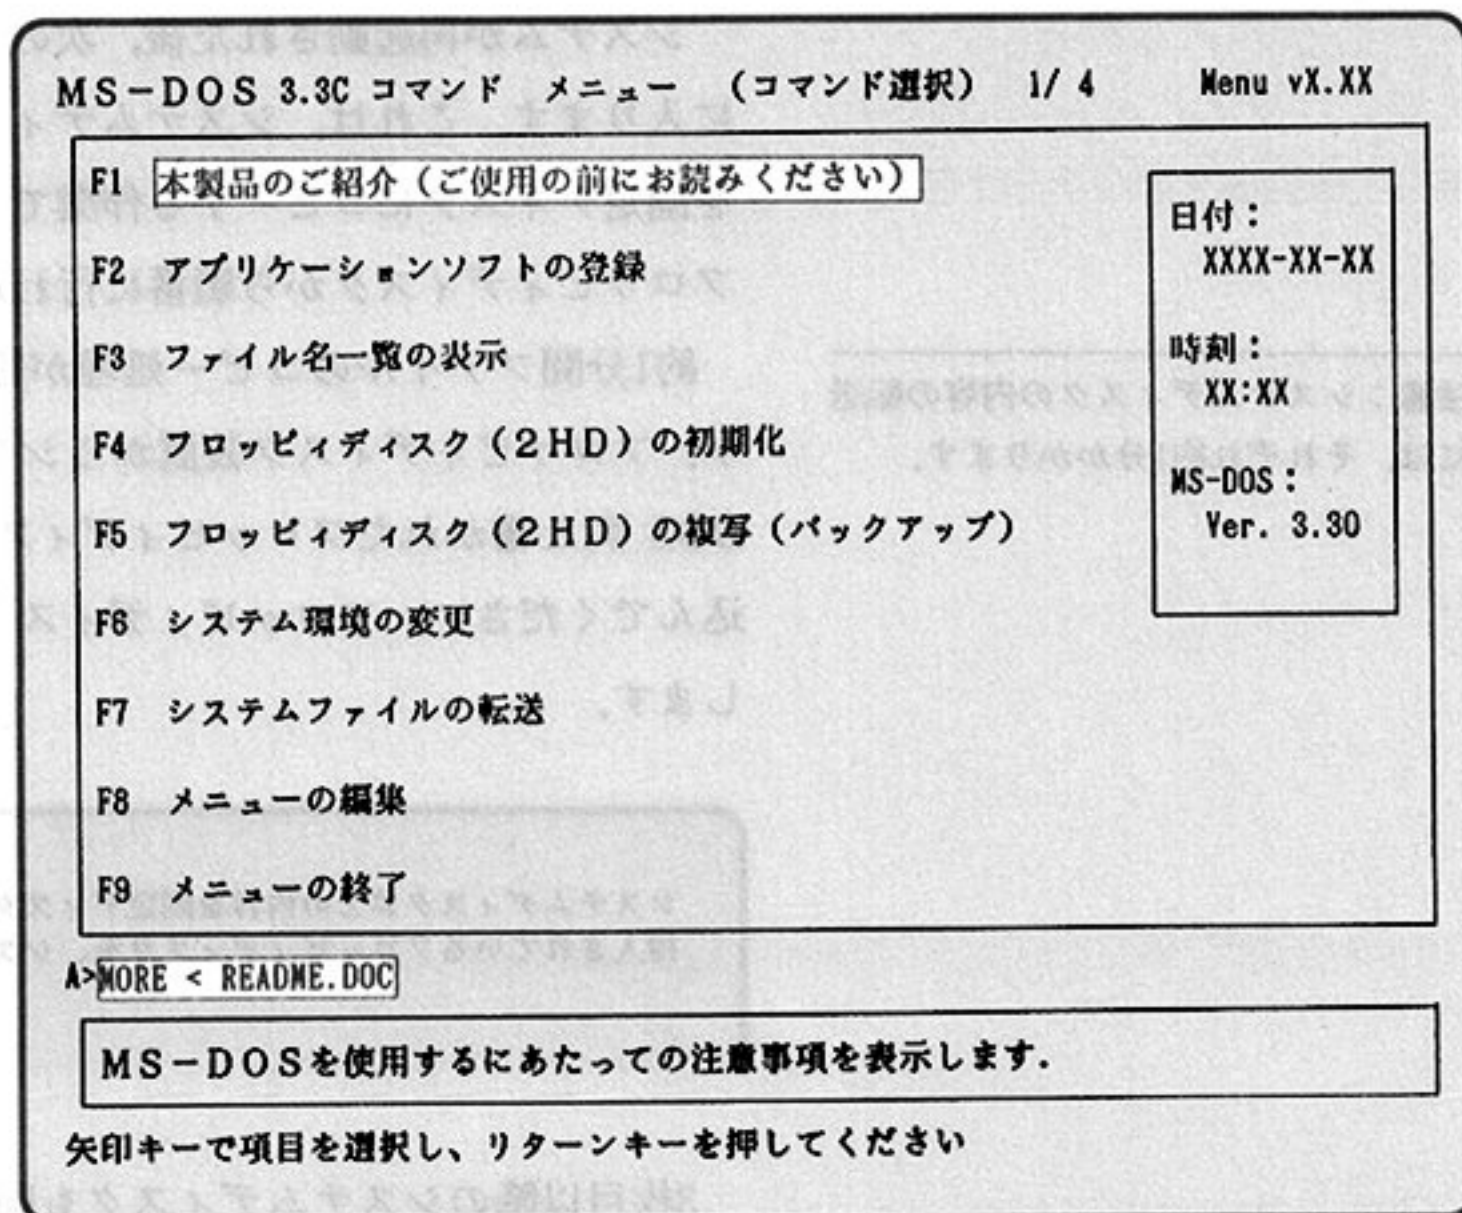 MS-DOS 3.3C コマンド メニュー (コマンド選択) 1/ 4 Menu vX.XX
F1 本製品のご紹介(ご使用の前にお読みください)
F2 アプリケーションソフトの登録
F3 ファイル名一覧の表示
F4 フロッピィディスク(2HD)の初期化
F5 フロッピィディスク(2HD)の複写(バックアップ)
F6 システム環境の変更
F7 システムファイルの転送
F8 メニューの編集
F9 メニューの終了
日付:
XXXX-XX-XX
時刻:
XX:XX
MS-DOS:
Ver. 3.30
A>MORE < README.DOC
MS-DOSを使用するにあたっての注意事項を表示します.
矢印キーで項目を選択し、リターンキーを押してください